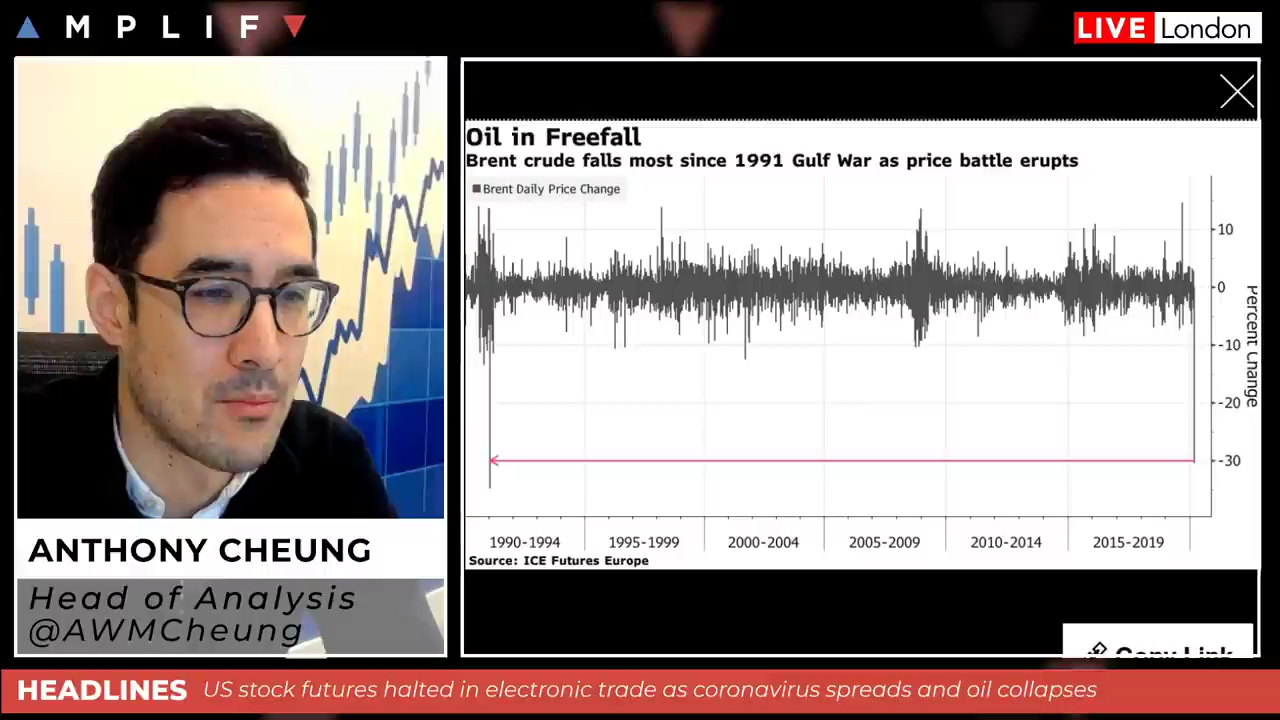 ▲ M P L I F ▼
LIVE London
Oil in Freefall
Brent crude falls most since 1991 Gulf War as price battle erupts
Brent Daily Price Change
10
0
-10
-20
-30
Percent Change
1990-1994
1995-1999
2000-2004
2005-2009
2010-2014
2015-2019
Source: ICE Futures Europe
Copy Link
ANTHONY CHEUNG
Head of Analysis
@AWMCheung
HEADLINES US stock futures halted in electronic trade as coronavirus spreads and oil collapses